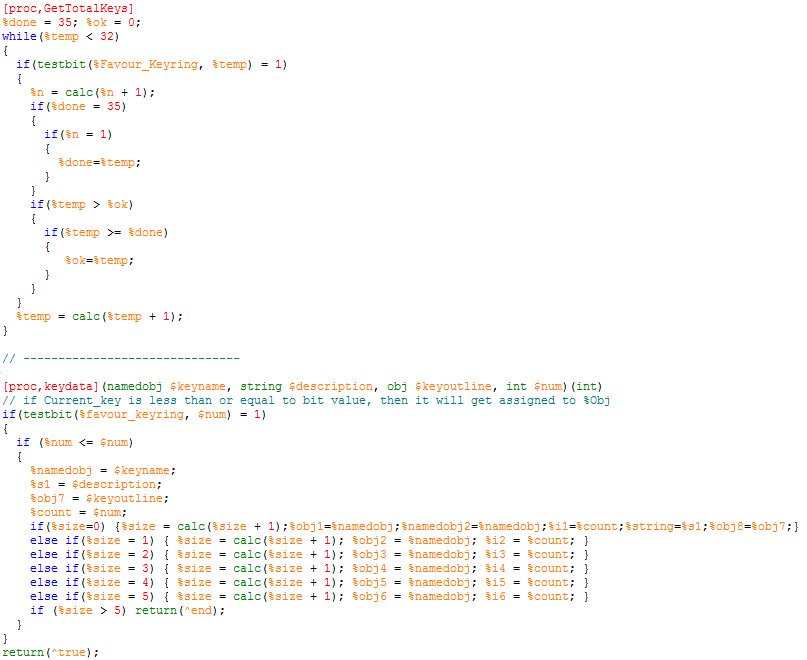 [proc,GetTotalKeys]
%done = 35; %ok = 0;
while(%temp < 32)
{
  if(testbit(%Favour_Keyring, %temp) = 1)
  {
    %n = calc(%n + 1);
    if(%done = 35)
    {
      if(%n = 1)
      {
        %done=%temp;
      }
    }
    if(%temp > %ok)
    {
      if(%temp >= %done)
      {
         %ok=%temp;
      }
    }
  }
  %temp = calc(%temp + 1);
}
// -------------------------------
[proc,keydata](namedobj $keyname, string $description, obj $keyoutline, int $num)(int)
// if Current_key is less than or equal to bit value, then it will get assigned to %Obj
if(testbit(%favour_keyring, $num) = 1)
{
  if (%num <= $num)
  {
    %namedobj = $keyname;
    %s1 = $description;
    %obj7 = $keyoutline;
    %count = $num;
    if(%size=0) {%size = calc(%size + 1);%obj1=%namedobj;%namedobj2=%namedobj;%i1=%count;%string=%s1;%obj8=%obj7;}
    else if(%size = 1) { %size = calc(%size + 1); %obj2 = %namedobj; %i2 = %count; }
    else if(%size = 2) { %size = calc(%size + 1); %obj3 = %namedobj; %i3 = %count; }
    else if(%size = 3) { %size = calc(%size + 1); %obj4 = %namedobj; %i4 = %count; }
    else if(%size = 4) { %size = calc(%size + 1); %obj5 = %namedobj; %i5 = %count; }
    else if(%size = 5) { %size = calc(%size + 1); %obj6 = %namedobj; %i6 = %count; }
    if (%size > 5) return(^end);
  }
}
return(^true);